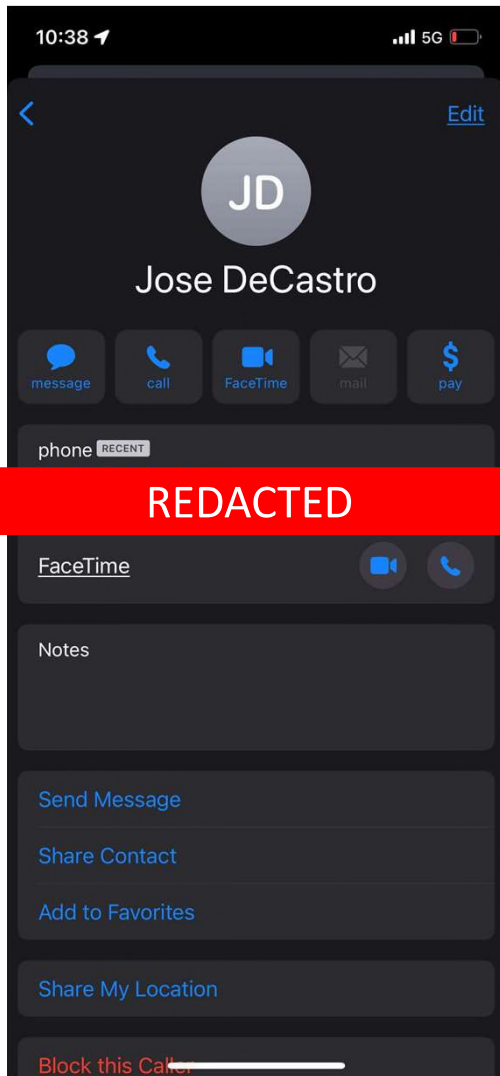 10:38 5G
Edit
JD
Jose DeCastro
message call FaceTime mail pay
phone RECENT
REDACTED
FaceTime
Notes
Send Message
Share Contact
Add to Favorites
Share My Location
Block this Caller